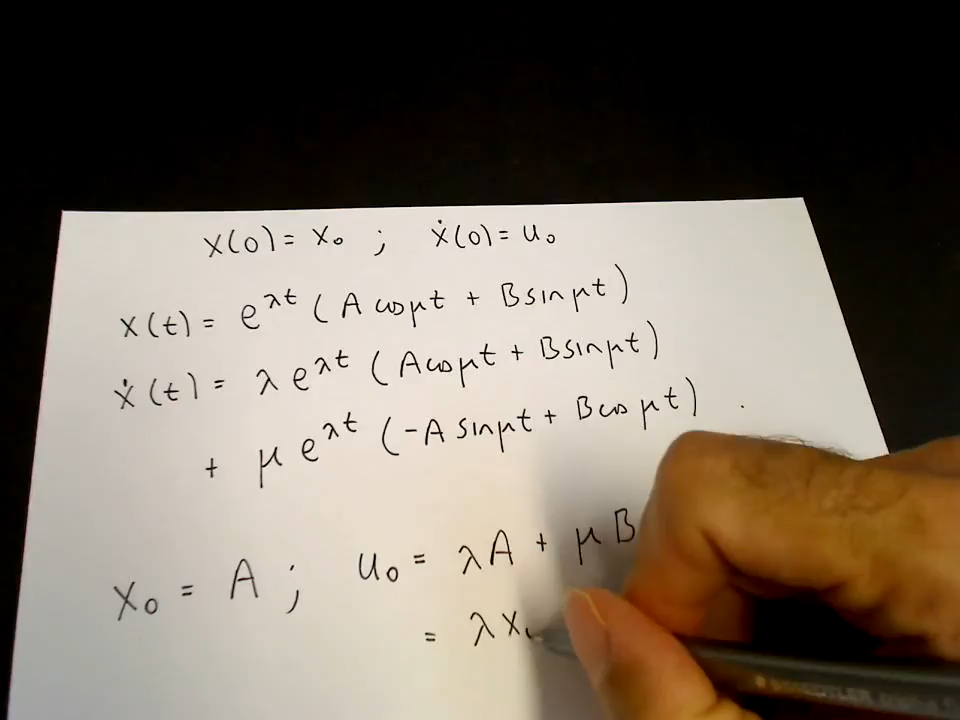 x(0) = x₀ ; ẋ(0) = u₀
x(t) = e^λt (A cos μt + B sin μt)
ẋ(t) = λ e^λt (A cos μt + B sin μt)
+ μ e^λt (-A sin μt + B cos μt) .
x₀ = A ; u₀ = λA + μB
= λx₀
STAEDTLER